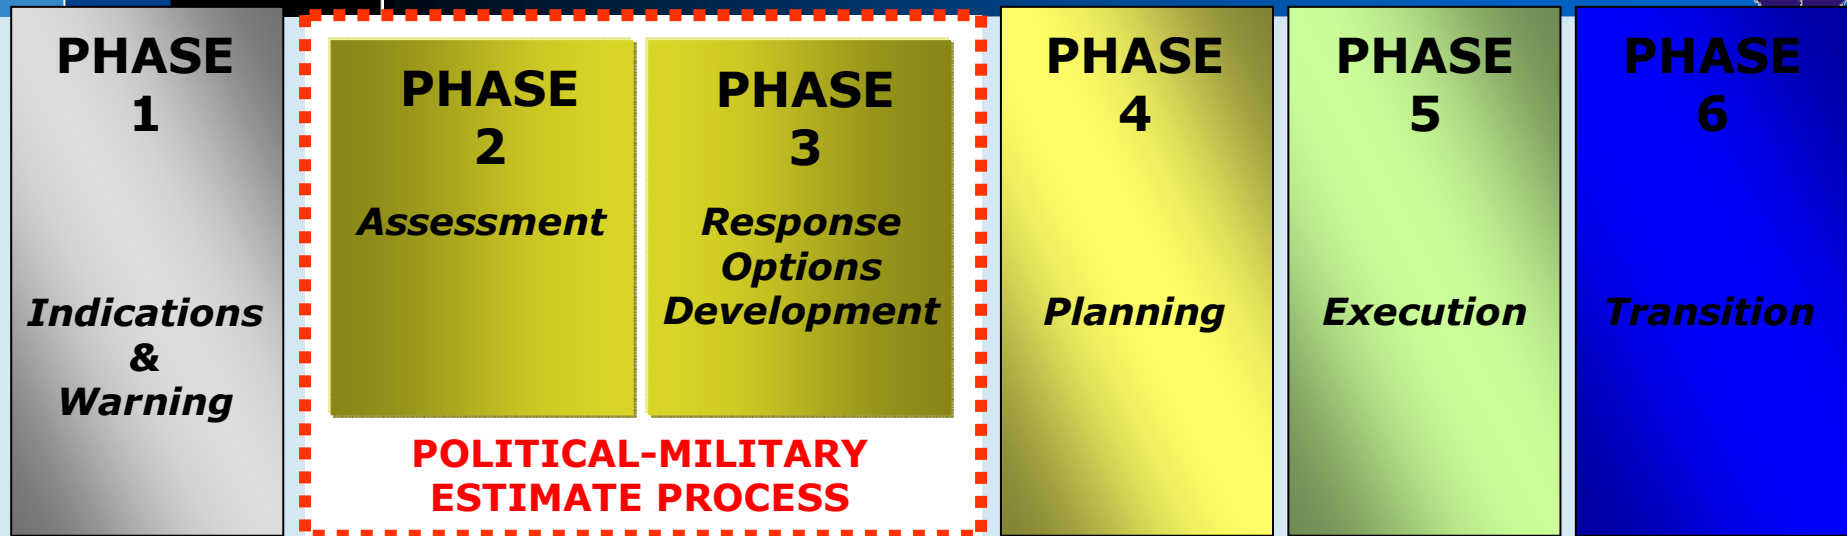 PHASE
1
Indications
&
Warning
PHASE
2
Assessment
PHASE
3
Response
Options
Development
POLITICAL-MILITARY
ESTIMATE PROCESS
PHASE
4
Planning
PHASE
5
Execution
PHASE
6
Transition